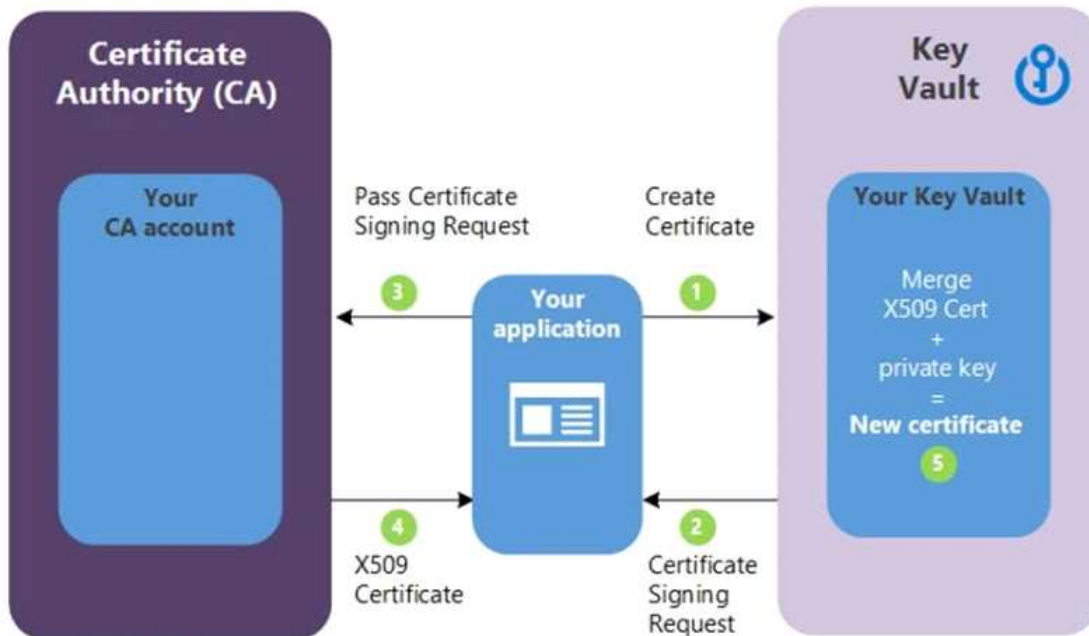 Certificate
Authority (CA)
Your
CA account
Pass Certificate
Signing Request
3
4
X509
Certificate
Your
application
Create
Certificate
1
2
Certificate
Signing
Request
Key
Vault
Your Key Vault
Merge
X509 Cert
+
private key
=
New certificate
5